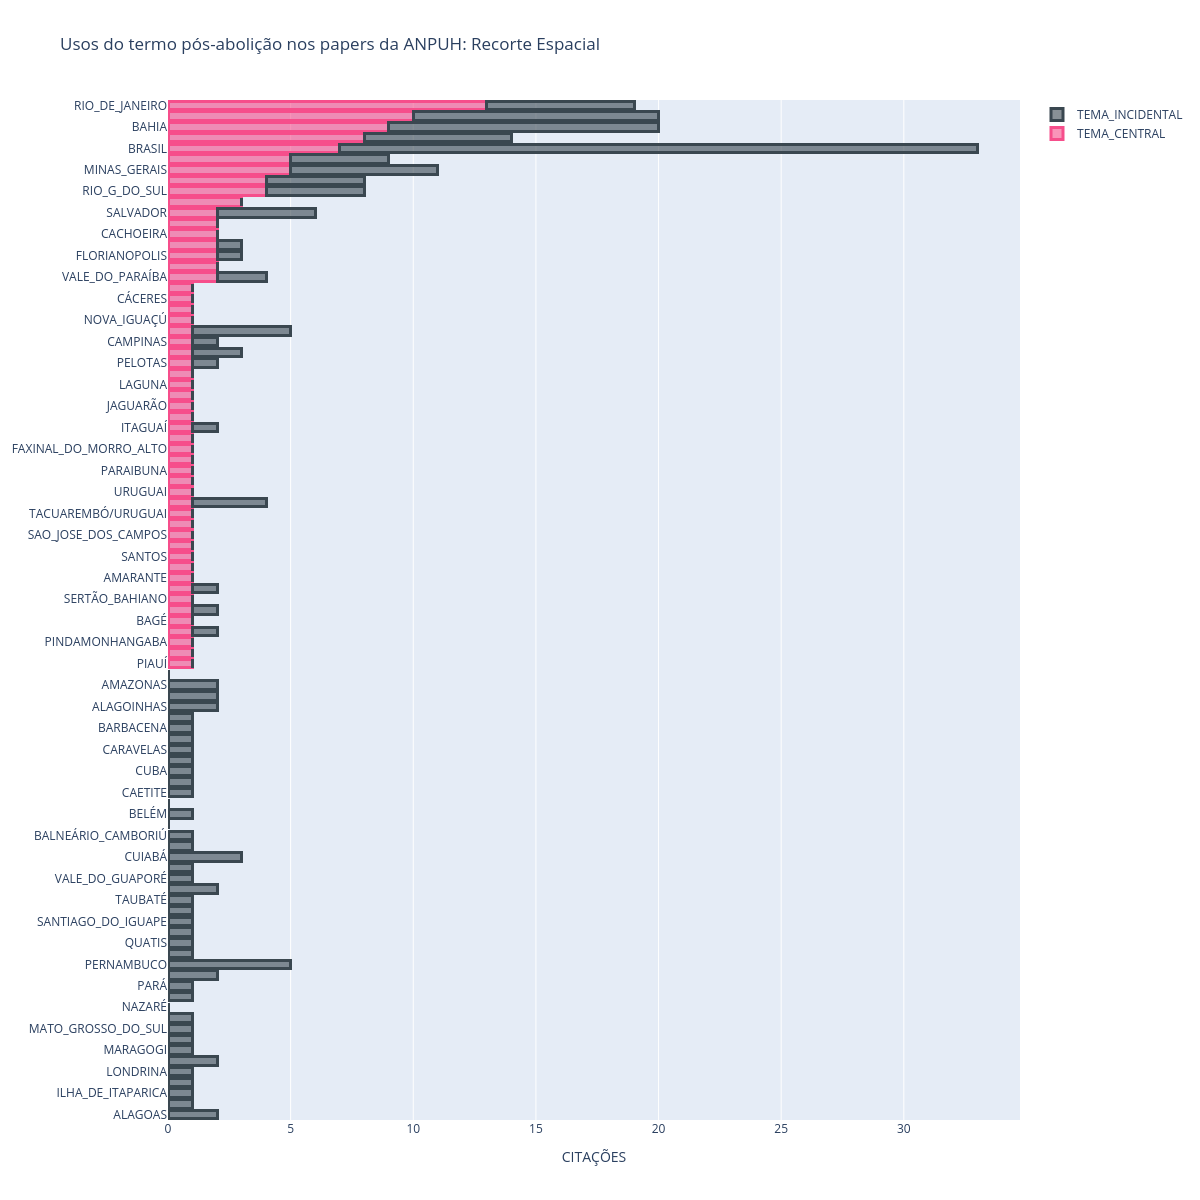 Usos do termo pós-abolição nos papers da ANPUH: Recorte Espacial
TEMA_INCIDENTAL
TEMA_CENTRAL
RIO_DE_JANEIRO
BAHIA
BRASIL
MINAS_GERAIS
RIO_G_DO_SUL
SALVADOR
CACHOEIRA
FLORIANOPOLIS
VALE_DO_PARAÍBA
CÁCERES
NOVA_IGUAÇÚ
CAMPINAS
PELOTAS
LAGUNA
JAGUARÃO
ITAGUAÍ
FAXINAL_DO_MORRO_ALTO
PARAIBUNA
URUGUAI
TACUAREMBÓ/URUGUAI
SAO_JOSE_DOS_CAMPOS
SANTOS
AMARANTE
SERTÃO_BAHIANO
BAGÉ
PINDAMONHANGABA
PIAUÍ
AMAZONAS
ALAGOINHAS
BARBACENA
CARAVELAS
CUBA
CAETITE
BELÉM
BALNEÁRIO_CAMBORIÚ
CUIABÁ
VALE_DO_GUAPORÉ
TAUBATÉ
SANTIAGO_DO_IGUAPE
QUATIS
PERNAMBUCO
PARÁ
NAZARÉ
MATO_GROSSO_DO_SUL
MARAGOGI
LONDRINA
ILHA_DE_ITAPARICA
ALAGOAS
0 5 10 15 20 25 30
CITAÇÕES